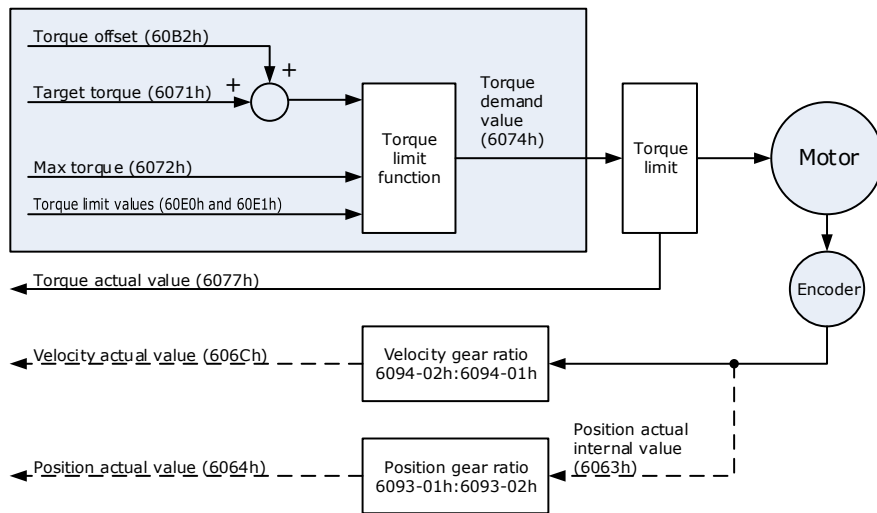 Torque offset (60B2h)
+
+
Target torque (6071h)
Max torque (6072h)
Torque limit values (60E0h and 60E1h)
Torque
limit
function
Torque
demand
value
(6074h)
Torque
limit
Motor
Encoder
Torque actual value (6077h)
Velocity actual value (606Ch)
Velocity gear ratio
6094-02h:6094-01h
Position actual
internal value
(6063h)
Position actual value (6064h)
Position gear ratio
6093-01h:6093-02h